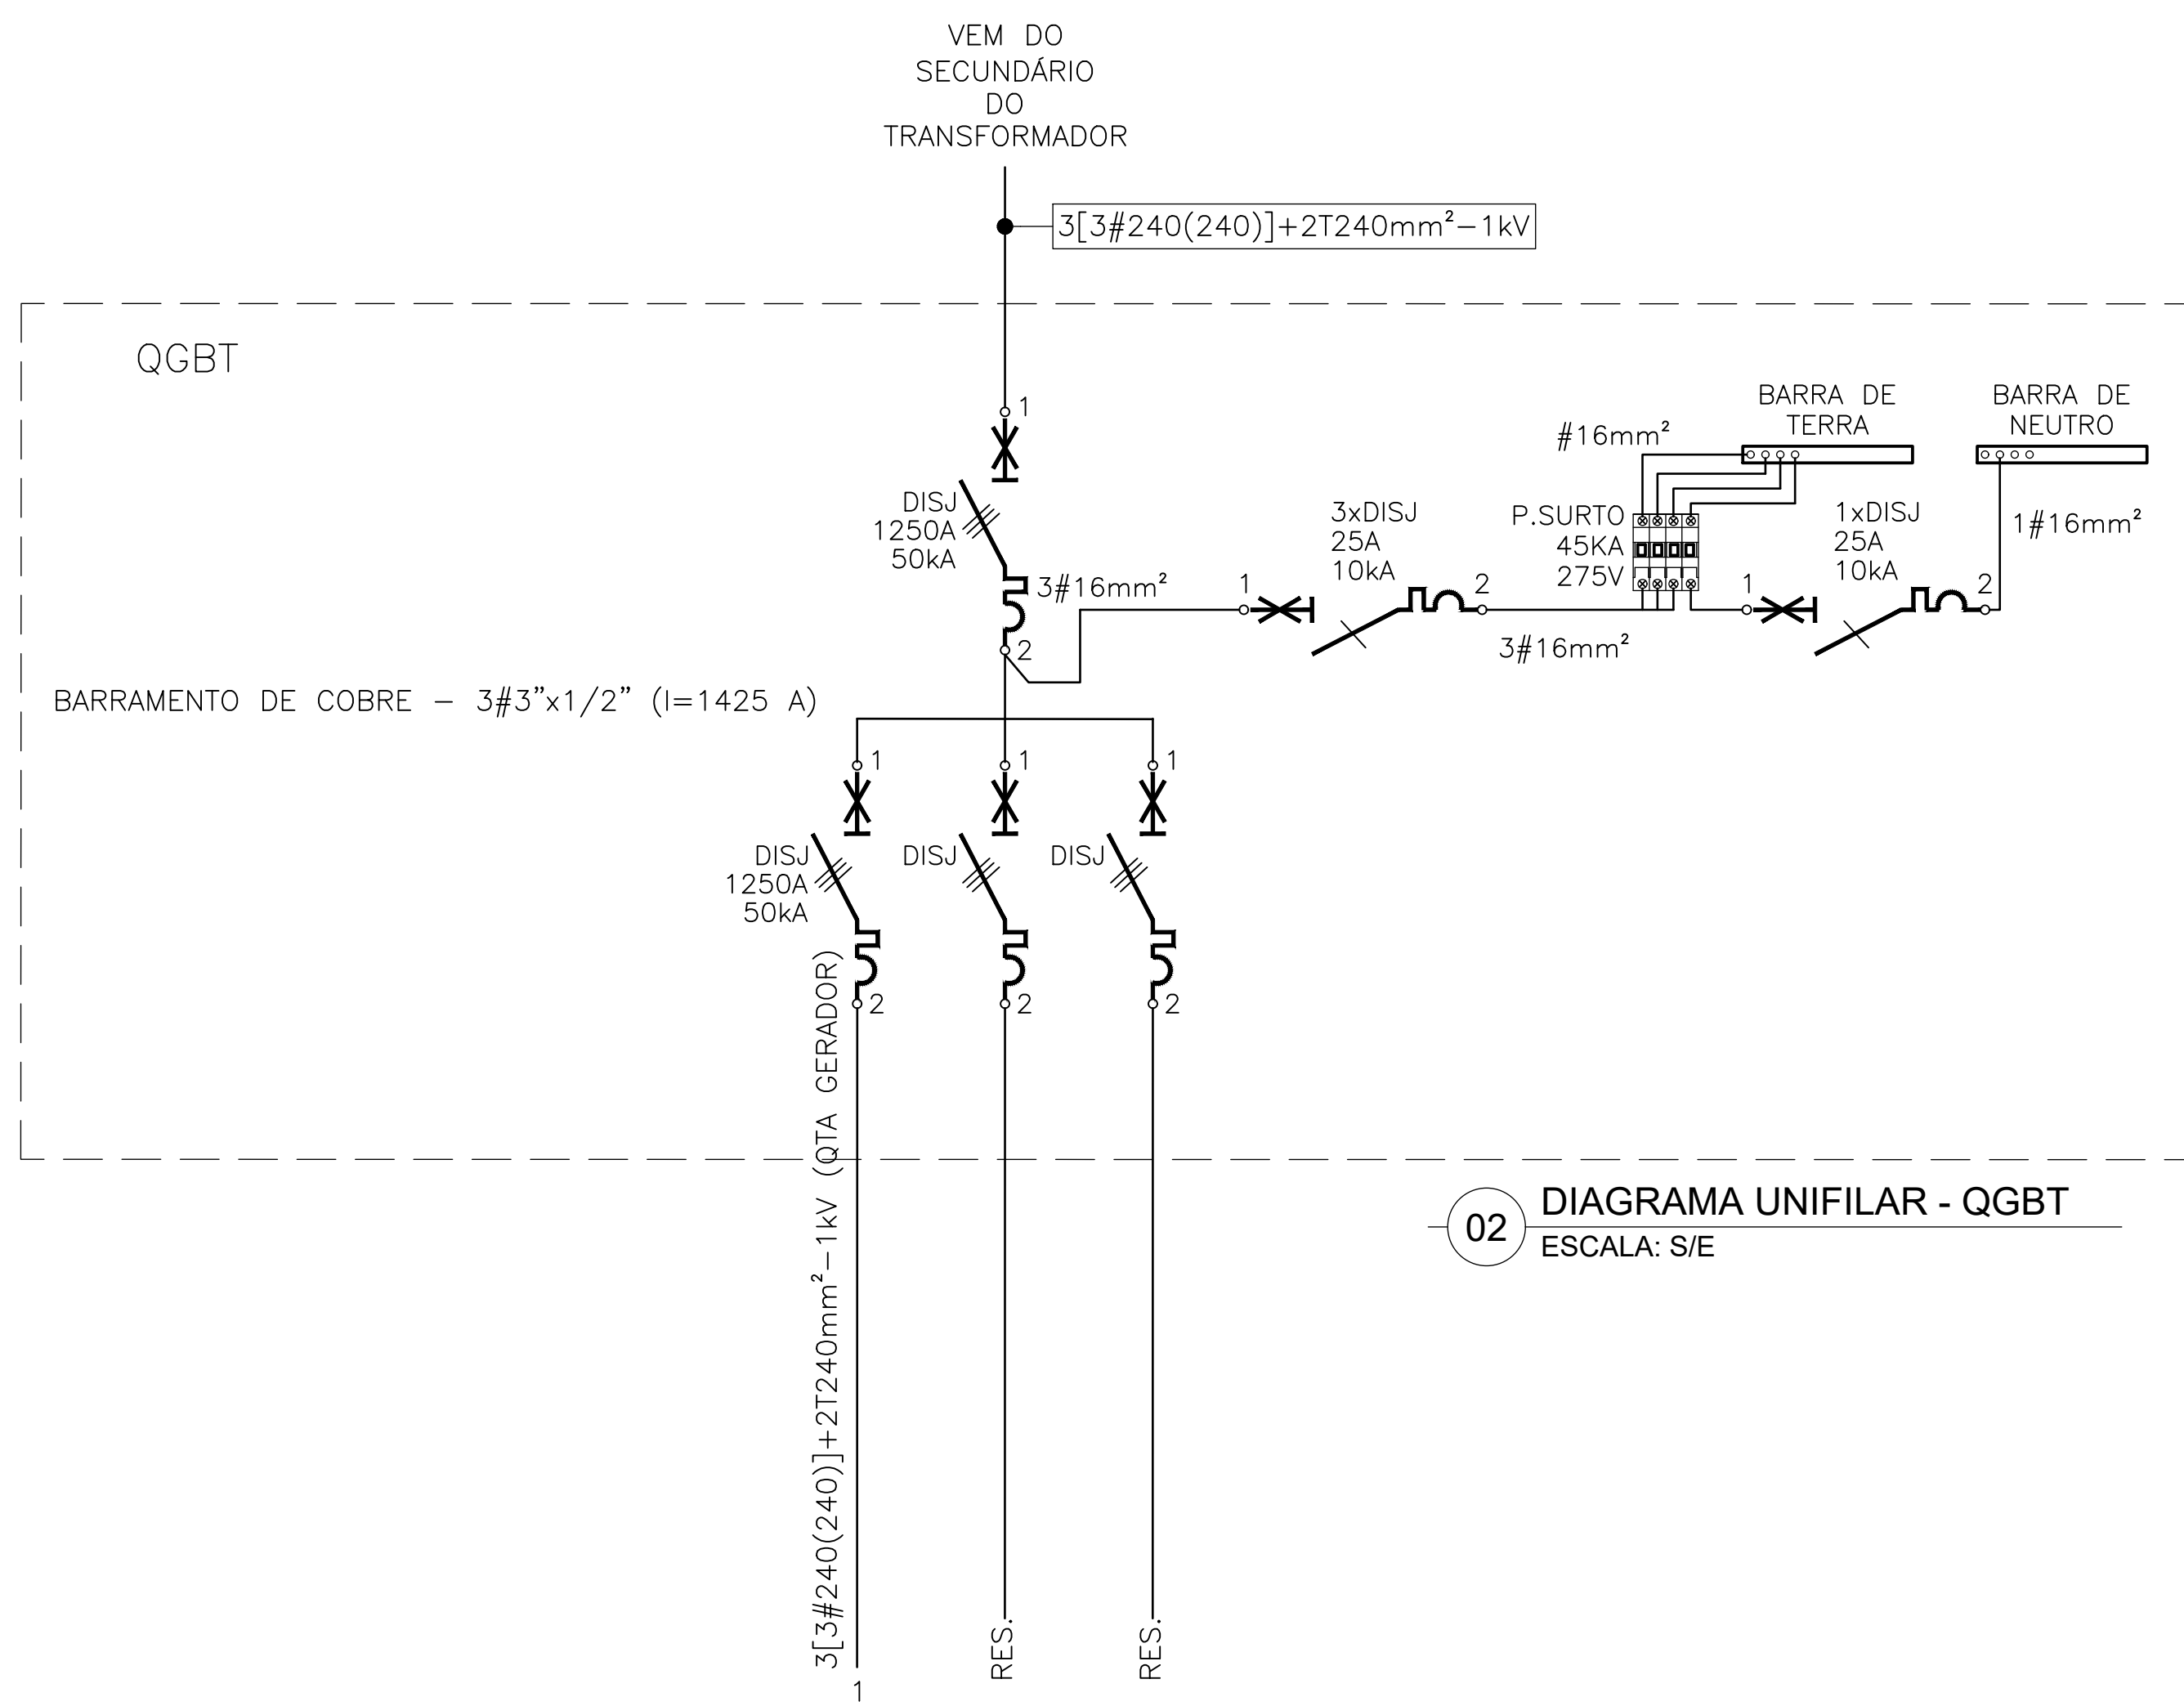 VEM DO
SECUNDÁRIO
DO
TRANSFORMADOR
3[3#240(240)]+2T240mm²-1kV
QGBT
1
DISJ
1250A
50kA
2
3#16mm²
1
3xDISJ
25A
10kA
2
3#16mm²
P.SURTO
45KA
275V
#16mm²
BARRA DE
TERRA
BARRA DE
NEUTRO
1
1xDISJ
25A
10kA
2
1#16mm²
BARRAMENTO DE COBRE - 3#3"x1/2" (I=1425 A)
1
DISJ
1250A
50kA
2
1
DISJ
2
1
DISJ
2
3[3#240(240)]+2T240mm²-1kV (QTA GERADOR)
1
RES.
RES.
02
DIAGRAMA UNIFILAR - QGBT
ESCALA: S/E